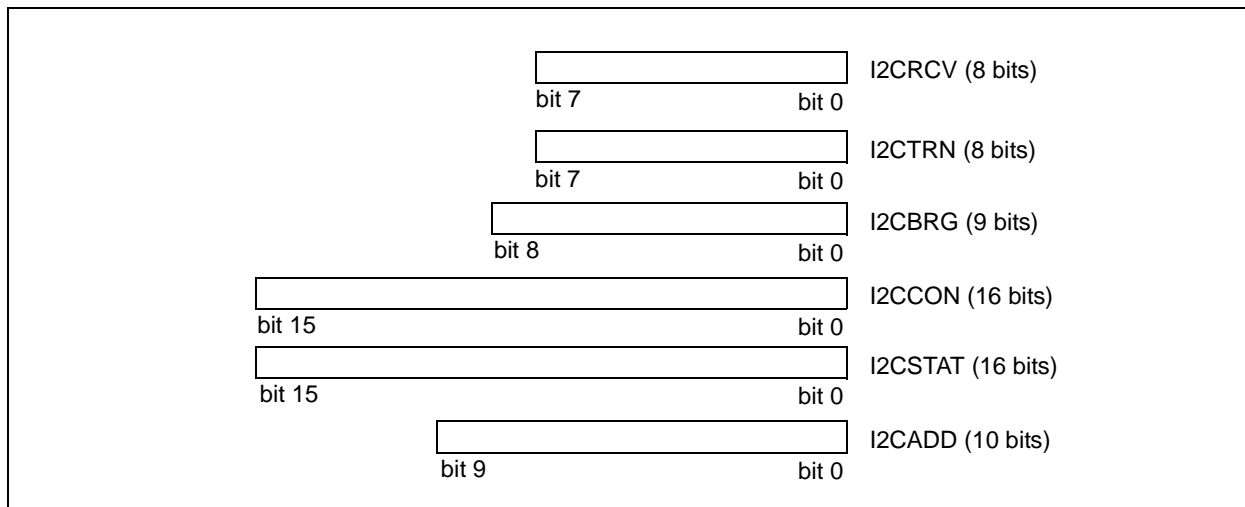 I2CRCV (8 bits)
bit 7 bit 0
I2CTRN (8 bits)
bit 7 bit 0
I2CBRG (9 bits)
bit 8 bit 0
I2CCON (16 bits)
bit 15 bit 0
I2CSTAT (16 bits)
bit 15 bit 0
I2CADD (10 bits)
bit 9 bit 0